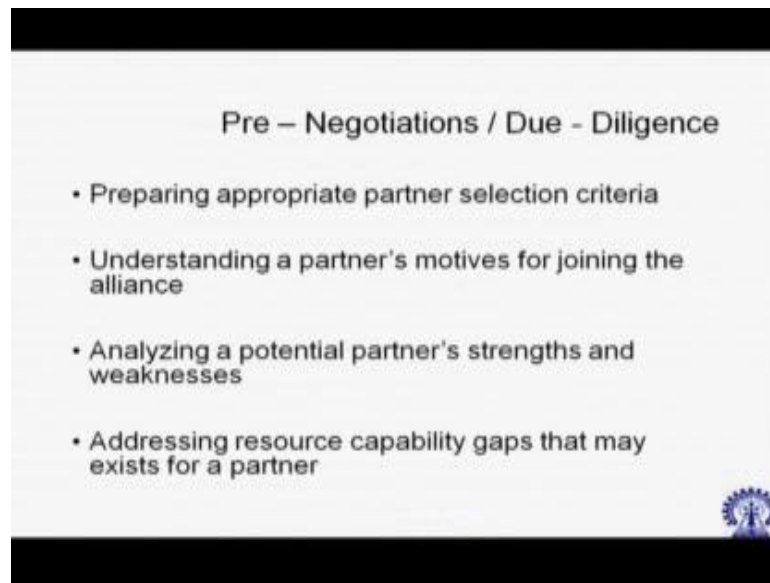 Pre – Negotiations / Due - Diligence
• Preparing appropriate partner selection criteria
• Understanding a partner's motives for joining the
alliance
• Analyzing a potential partner's strengths and
weaknesses
• Addressing resource capability gaps that may
exists for a partner